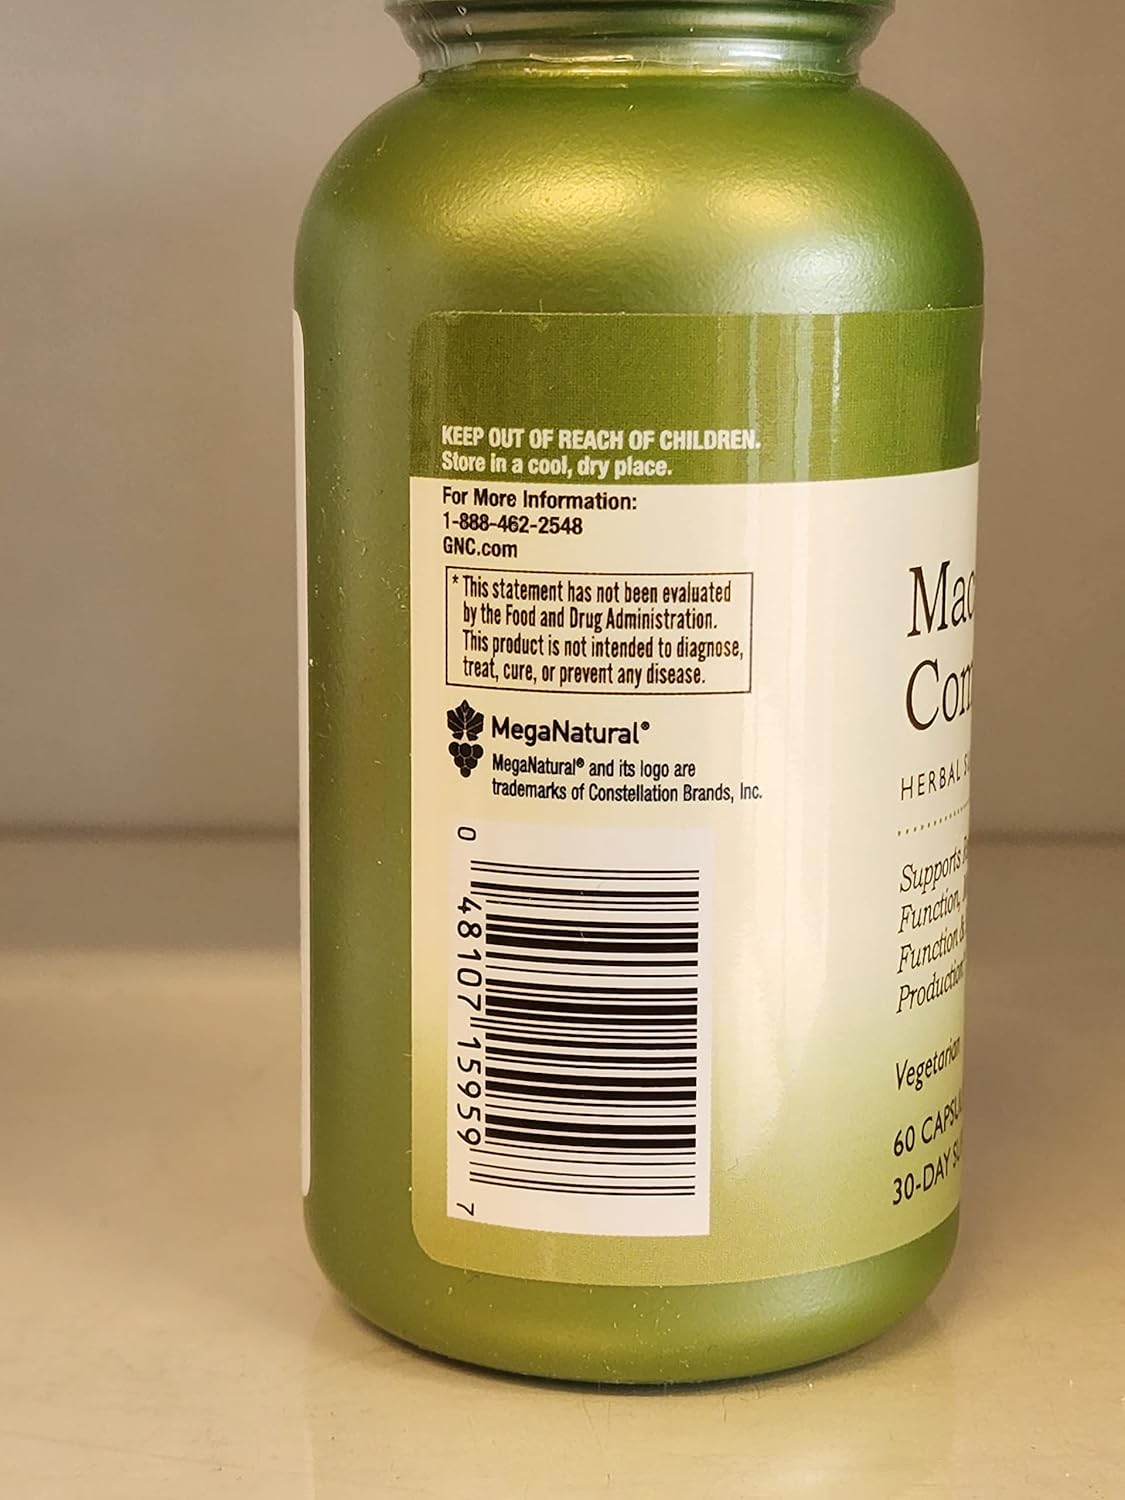 KEEP OUT OF REACH OF CHILDREN.
Store in a cool, dry place.
For More Information:
1-888-462-2548
GNC.com
* This statement has not been evaluated
by the Food and Drug Administration.
This product is not intended to diagnose,
treat, cure, or prevent any disease.
MegaNatural®
MegaNatural® and its logo are
trademarks of Constellation Brands, Inc.
0 48107 15959 7
HERBAL
Supports
Function,
Function &
Production
Vegetarian
60
30-DAY